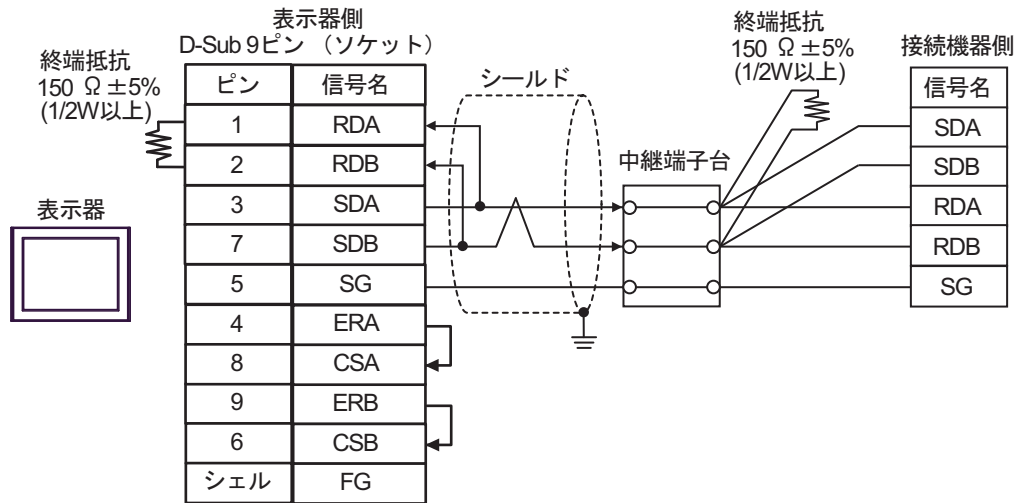 表示器側
D-Sub 9ピン (ソケット)
終端抵抗
150 Ω ±5%
(1/2W以上)
表示器
ピン 信号名
1 RDA
2 RDB
3 SDA
7 SDB
5 SG
4 ERA
8 CSA
9 ERB
6 CSB
シェル FG
シールド
中継端子台
終端抵抗
150 Ω ±5%
(1/2W以上)
接続機器側
信号名
SDA
SDB
RDA
RDB
SG